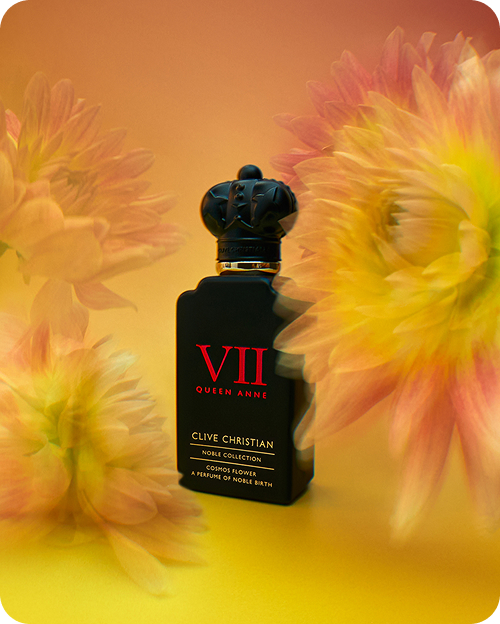 VII
QUEEN ANNE
CLIVE CHRISTIAN
NOBLE COLLECTION
COSMOS FLOWER
A PERFUME OF NOBLE BIRTH